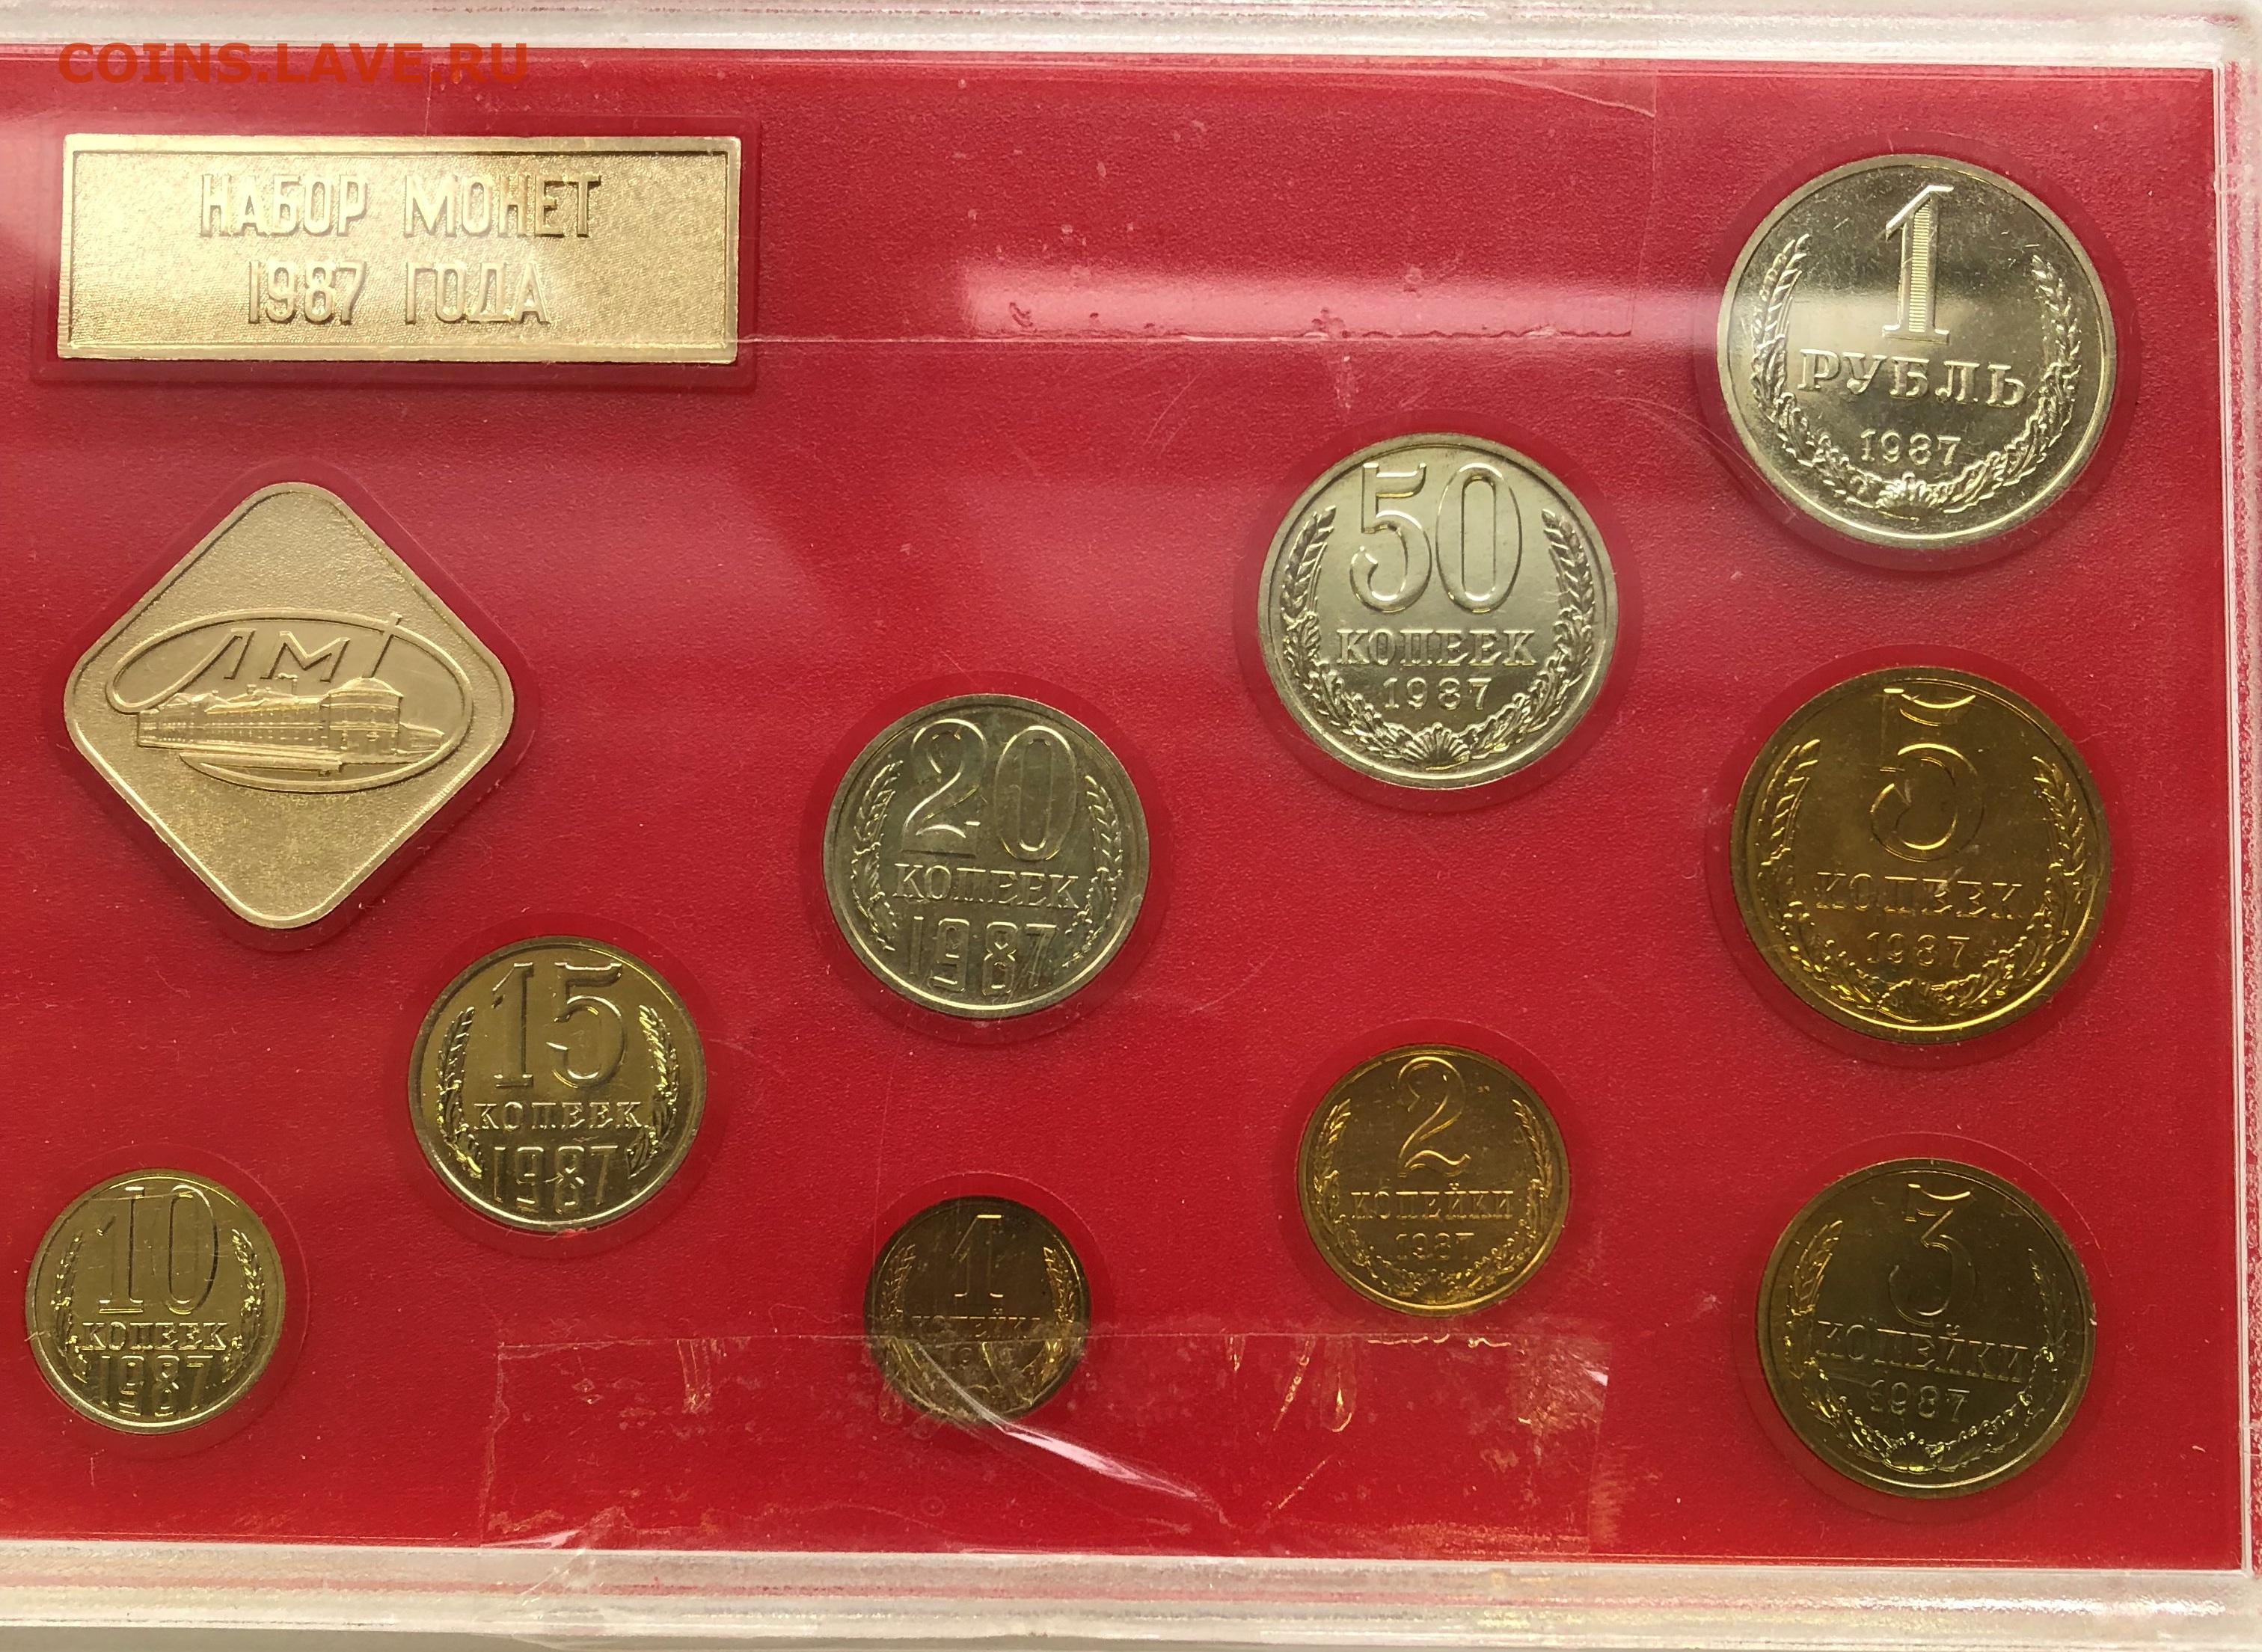 COINS.LAVE.RU
НАБОР МОНЕТ
1987 ГОДА
1
РУБЛЬ
1987
50
КОПЕЕК
1987
ЛМД
20
КОПЕЕК
1987
5
КОПЕЕК
1987
15
КОПЕЕК
1987
2
КОПЕЙКИ
1987
10
КОПЕЕК
1987
1
3
КОПЕЙКИ
1987